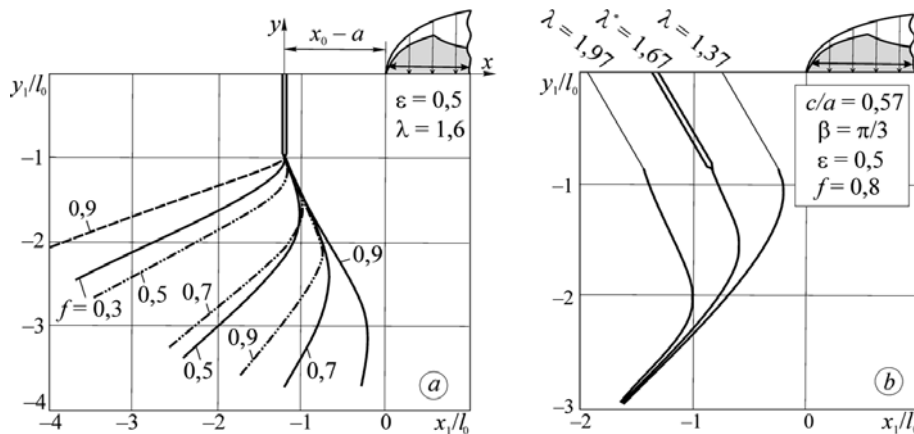 y
x₀ – a
x
y₁/l₀
ε = 0,5
λ = 1,6
–1
0,9
–2
f = 0,3
0,5
0,7
0,9
–3
0,5
0,9
0,7
a
–4
–4
–3
–2
–1
0
x₁/l₀
λ = 1,97
λ* = 1,67
λ = 1,37
y₁/l₀
c/a = 0,57
β = π/3
ε = 0,5
f = 0,8
–1
–2
b
–3
–2
–1
0
x₁/l₀